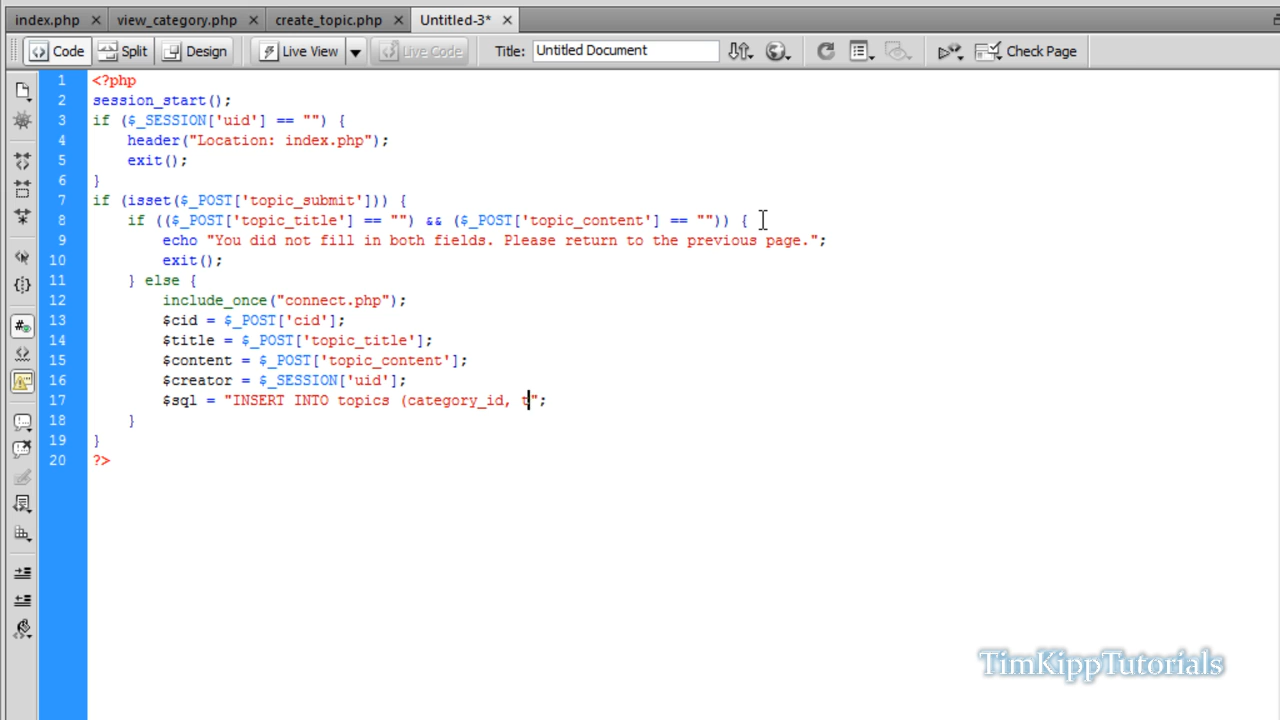 index.php × view_category.php × create_topic.php × Untitled-3* ×
Code Split Design Live View Live Code Title: Untitled Document Check Page
1 <?php
2 session_start();
3 if ($_SESSION['uid'] == "") {
4 header("Location: index.php");
5 exit();
6 }
7 if (isset($_POST['topic_submit'])) {
8 if (($_POST['topic_title'] == "") && ($_POST['topic_content'] == "")) {
9 echo "You did not fill in both fields. Please return to the previous page.";
10 exit();
11 } else {
12 include_once("connect.php");
13 $cid = $_POST['cid'];
14 $title = $_POST['topic_title'];
15 $content = $_POST['topic_content'];
16 $creator = $_SESSION['uid'];
17 $sql = "INSERT INTO topics (category_id, t";
18 }
19 }
20 ?>
TimKippTutorials